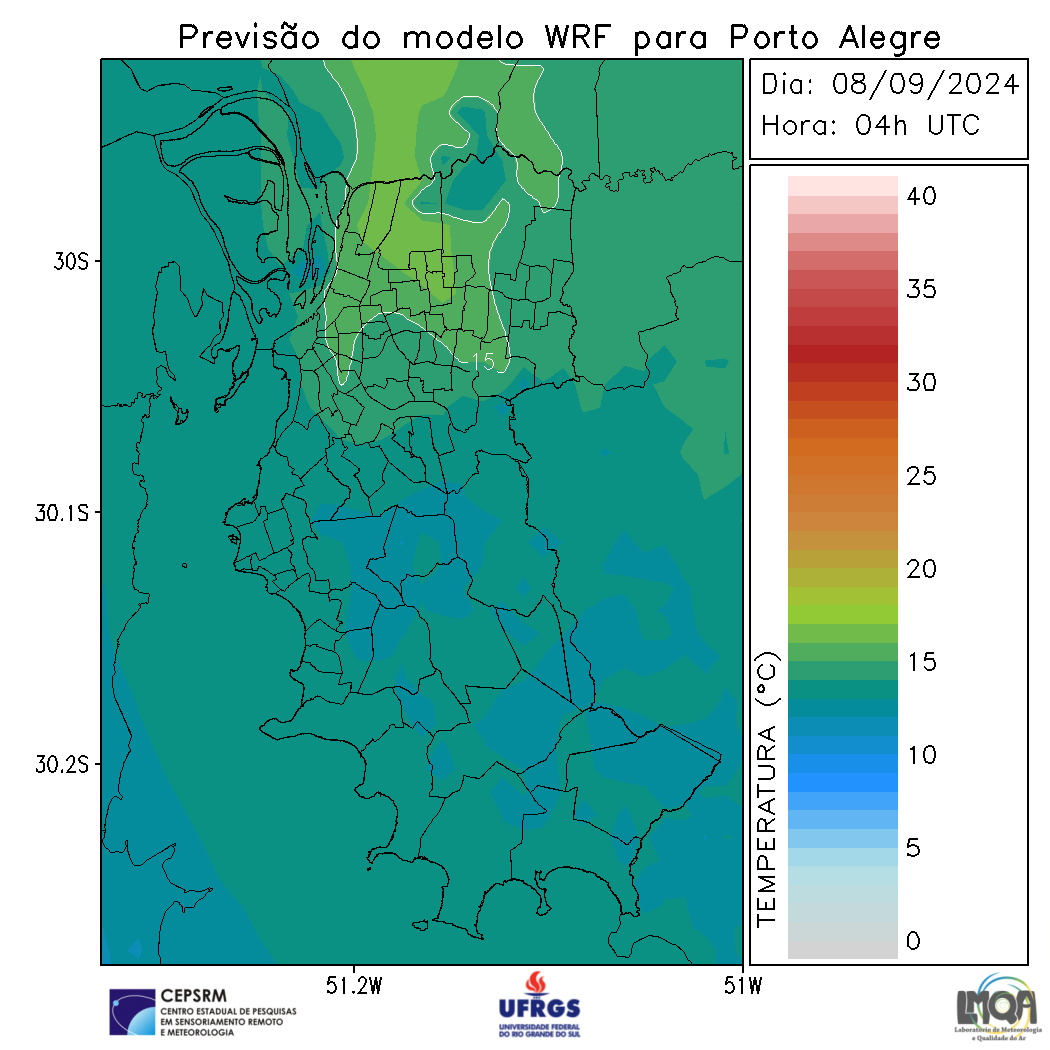 Previsão do modelo WRF para Porto Alegre
Dia: 08/09/2024
Hora: 04h UTC
30S
30.1S
30.2S
51.2W
51W
15
TEMPERATURA (°C)
40
35
30
25
20
15
10
5
0
CEPSRM
CENTRO ESTADUAL DE PESQUISAS
EM SENSORIAMENTO REMOTO
E METEOROLOGIA
UFRGS
UNIVERSIDADE FEDERAL
DO RIO GRANDE DO SUL
LMQA
Laboratório de Meteorologia
e Qualidade do Ar